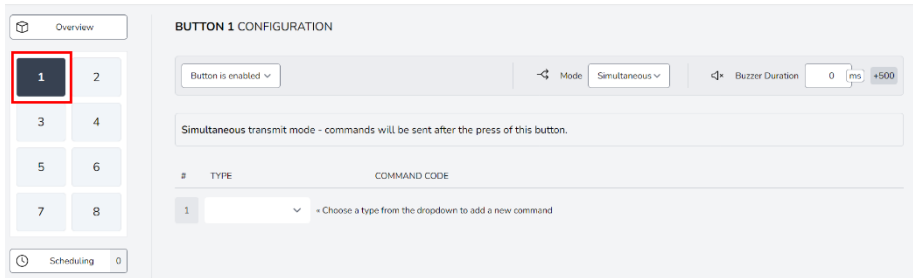 Overview
1 2
3 4
5 6
7 8
Scheduling 0
BUTTON 1 CONFIGURATION
Button is enabled Mode Simultaneous Buzzer Duration 0 ms +500
Simultaneous transmit mode - commands will be sent after the press of this button.
# TYPE COMMAND CODE
1 « Choose a type from the dropdown to add a new command